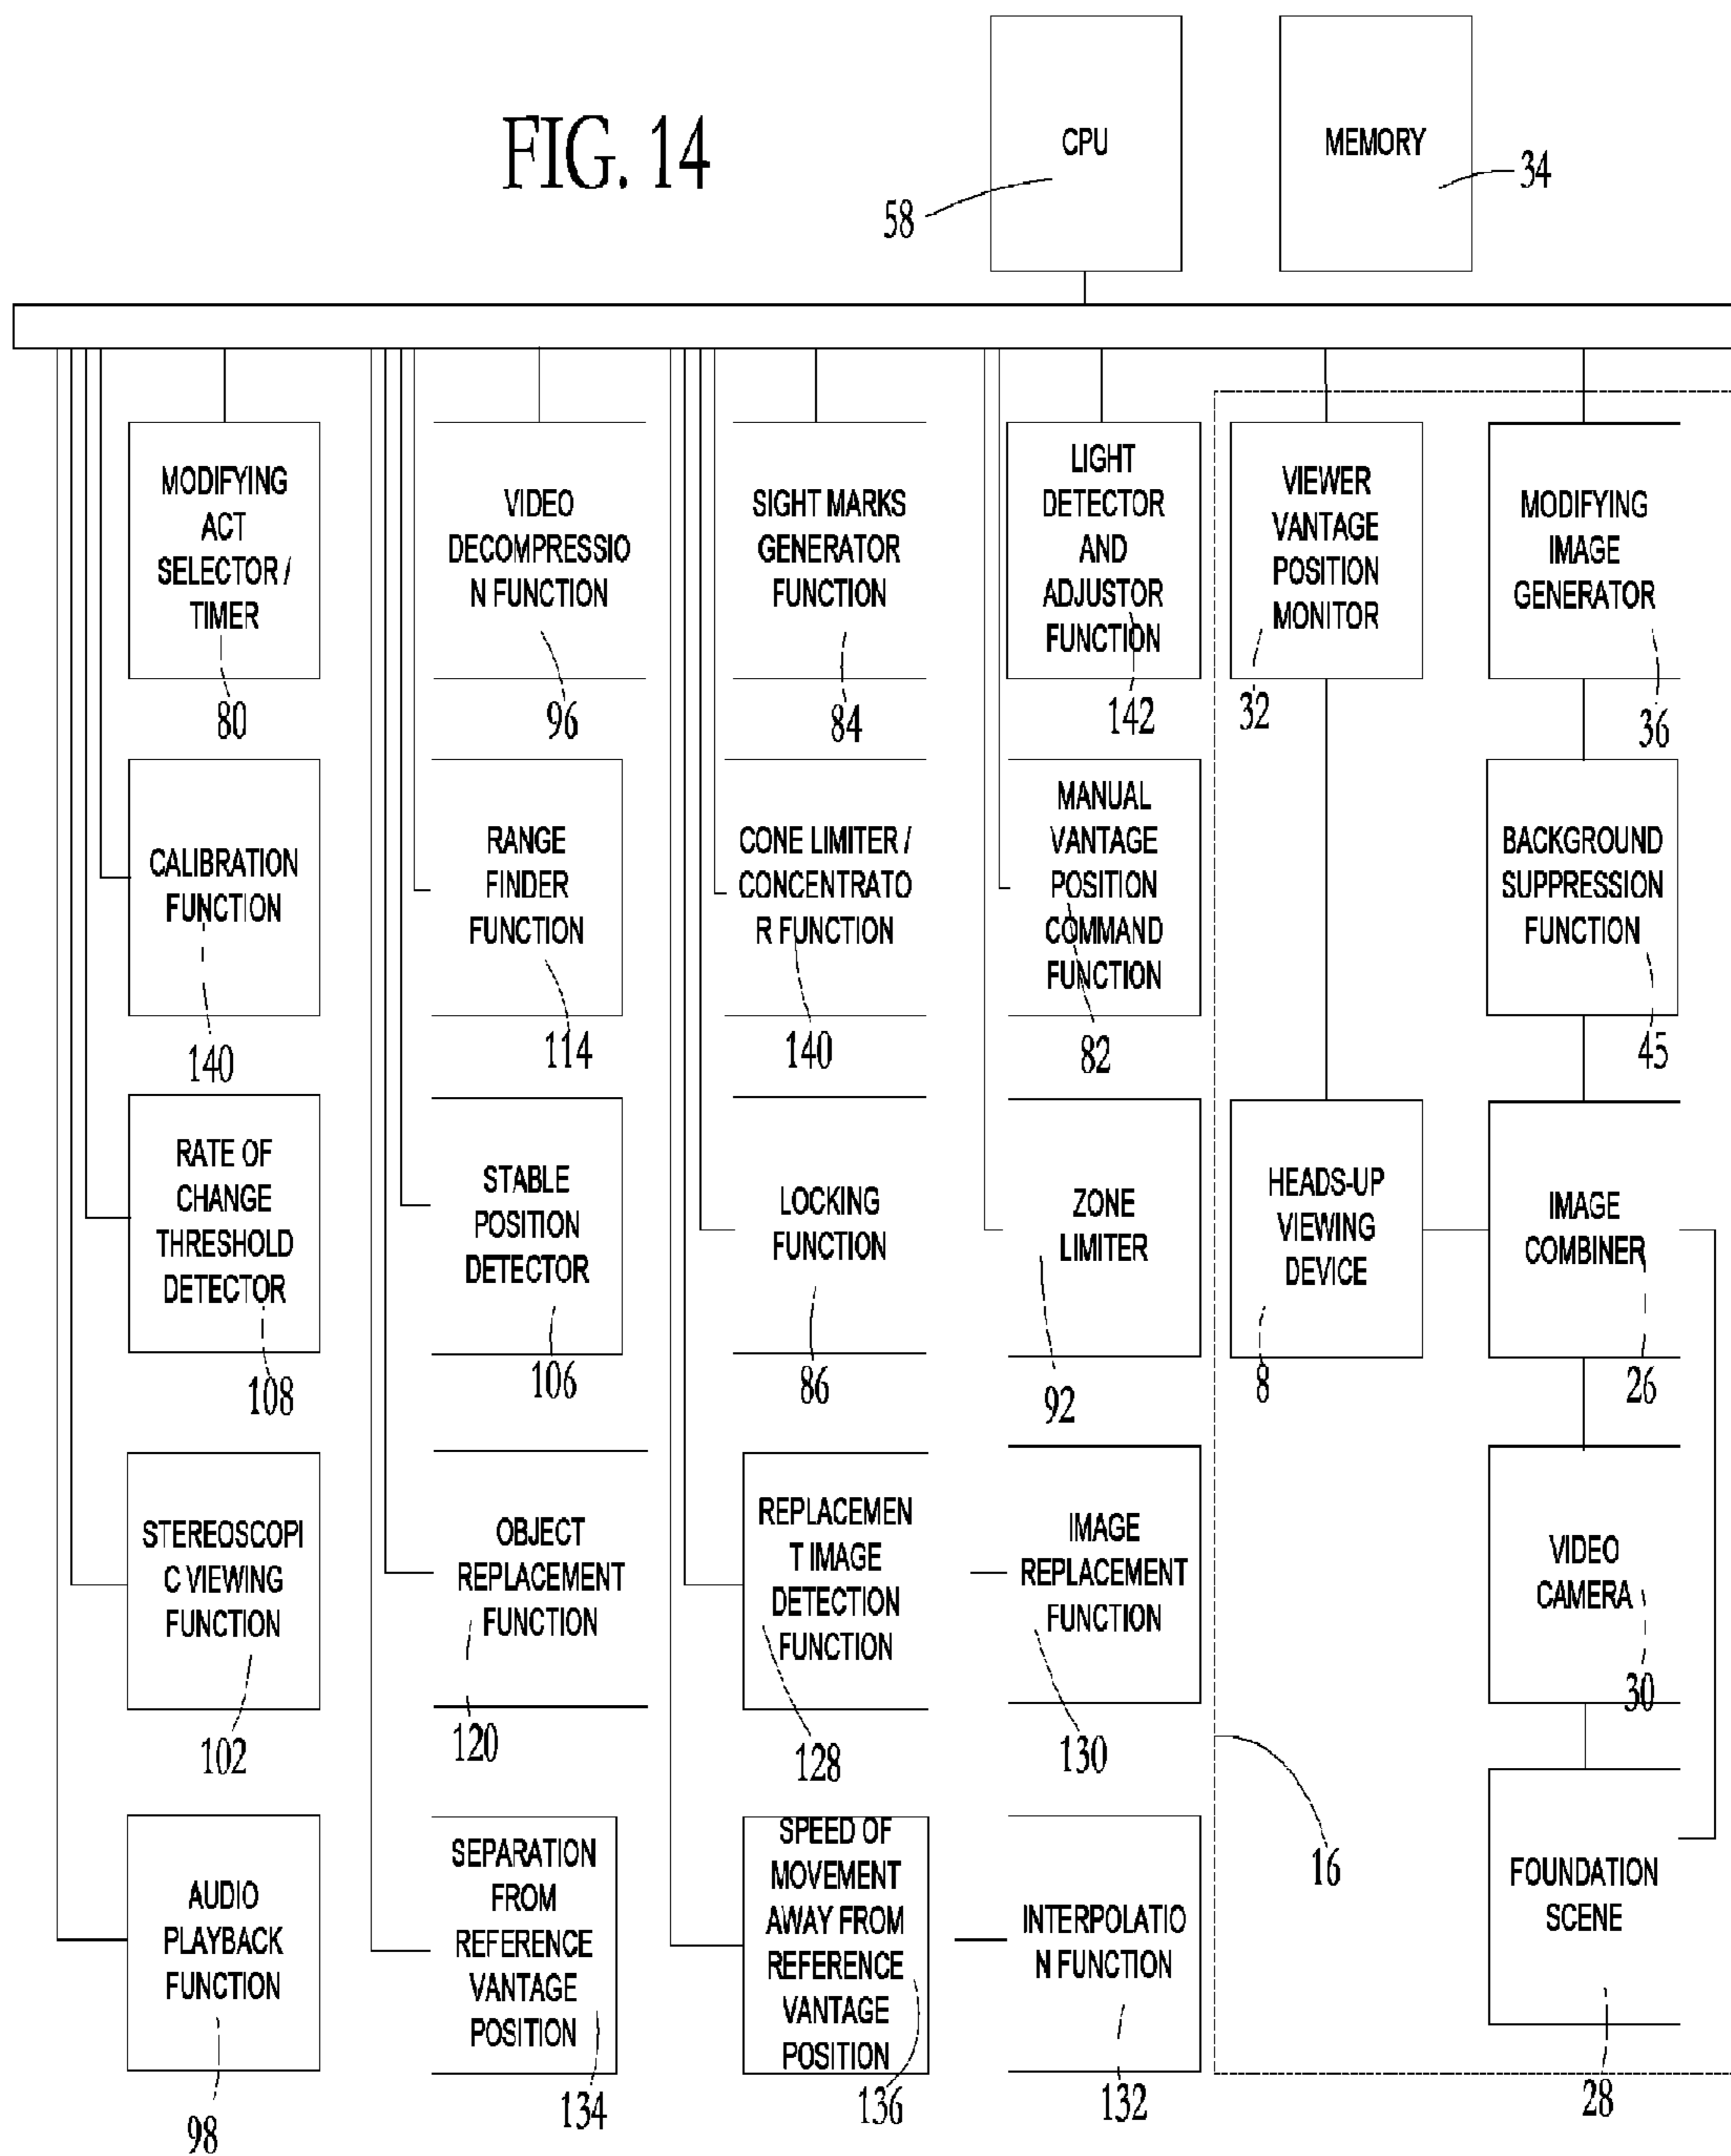 FIG. 14
CPU
58
MEMORY
34
MODIFYING
ACT
SELECTOR /
TIMER
80
VIDEO
DECOMPRESSIO
N FUNCTION
96
SIGHT MARKS
GENERATOR
FUNCTION
84
LIGHT
DETECTOR
AND
ADJUSTOR
FUNCTION
142
VIEWER
VANTAGE
POSITION
MONITOR
32
MODIFYING
IMAGE
GENERATOR
36
CALIBRATION
FUNCTION
140
RANGE
FINDER
FUNCTION
114
CONE LIMITER /
CONCENTRATO
R FUNCTION
140
MANUAL
VANTAGE
POSITION
COMMAND
FUNCTION
82
BACKGROUND
SUPPRESSION
FUNCTION
45
RATE OF
CHANGE
THRESHOLD
DETECTOR
108
STABLE
POSITION
DETECTOR
106
LOCKING
FUNCTION
86
ZONE
LIMITER
92
HEADS-UP
VIEWING
DEVICE
8
IMAGE
COMBINER
26
STEREOSCOPI
C VIEWING
FUNCTION
102
OBJECT
REPLACEMENT
FUNCTION
120
REPLACEMEN
T IMAGE
DETECTION
FUNCTION
128
IMAGE
REPLACEMENT
FUNCTION
130
VIDEO
CAMERA
30
AUDIO
PLAYBACK
FUNCTION
98
SEPARATION
FROM
REFERENCE
VANTAGE
POSITION
134
SPEED OF
MOVEMENT
AWAY FROM
REFERENCE
VANTAGE
POSITION
136
INTERPOLATIO
N FUNCTION
132
16
FOUNDATION
SCENE
28